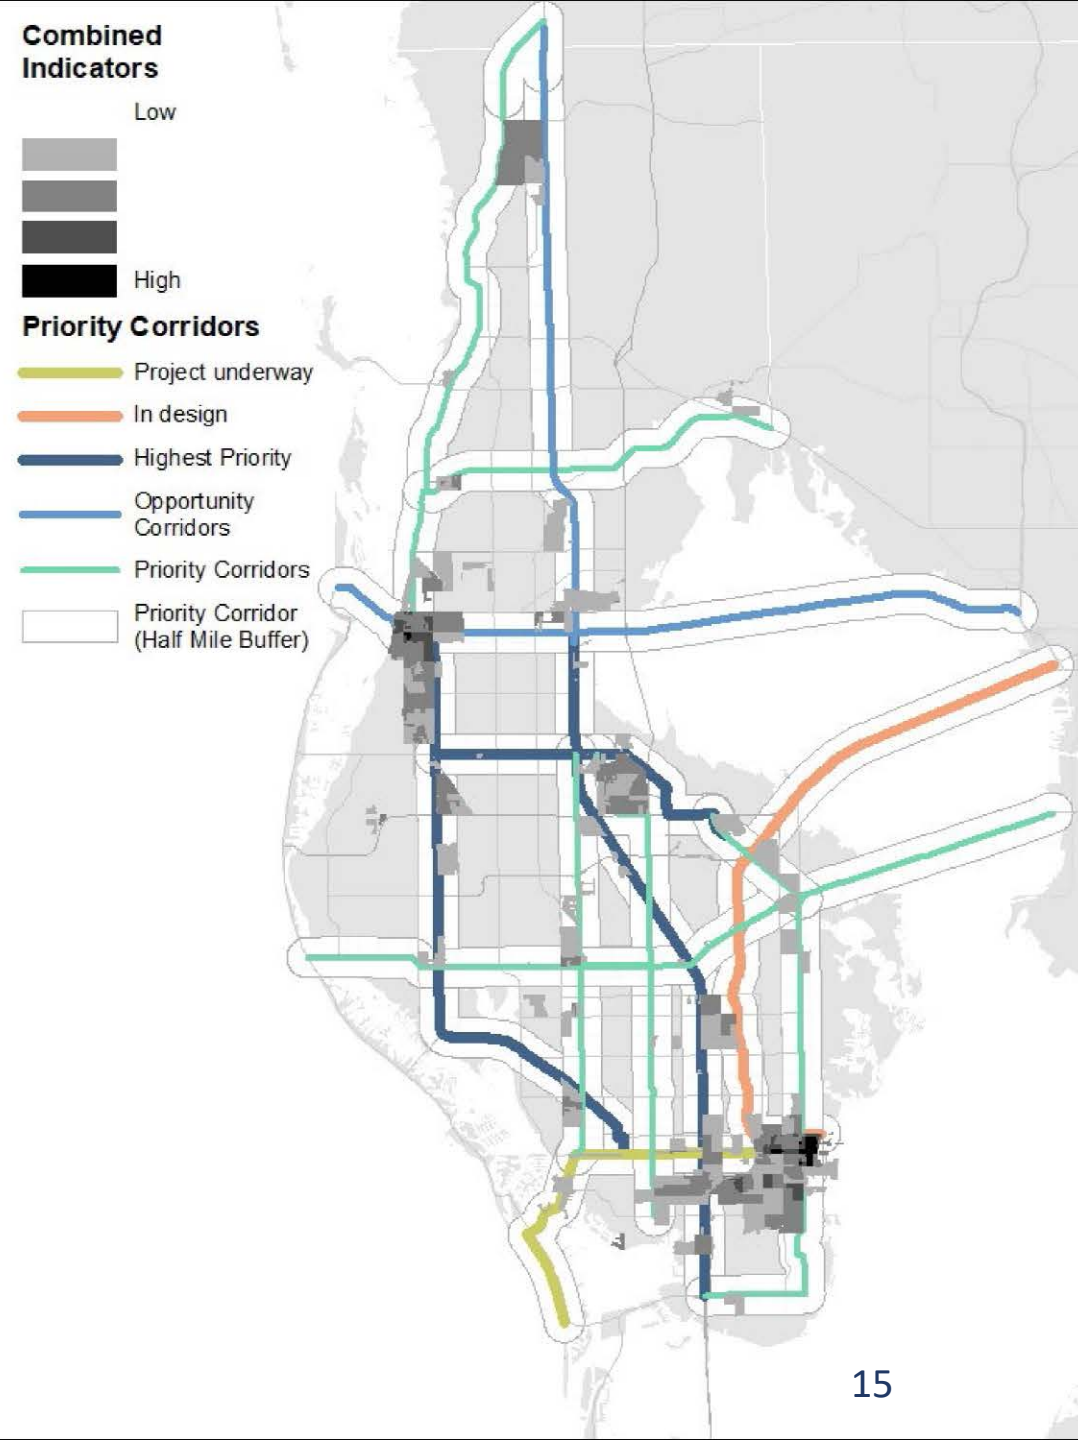 Combined
Indicators
Low
High
Priority Corridors
Project underway
In design
Highest Priority
Opportunity
Corridors
Priority Corridors
Priority Corridor
(Half Mile Buffer)
15